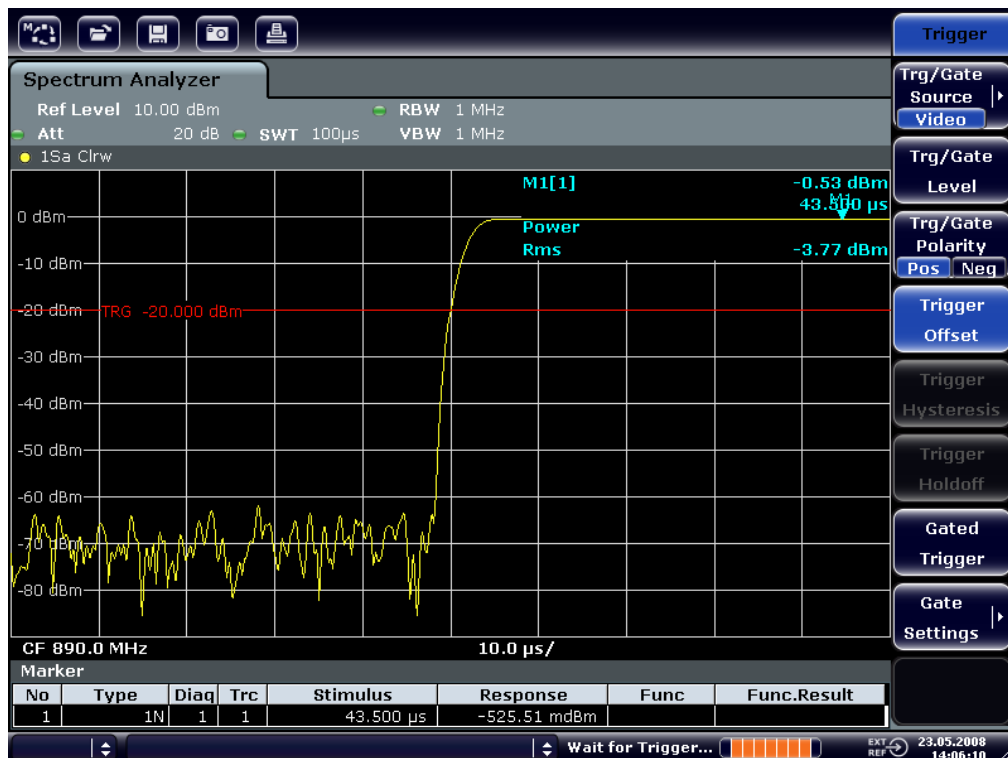 Trigger
Spectrum Analyzer
Ref Level 10.00 dBm RBW 1 MHz
Att 20 dB SWT 100µs VBW 1 MHz
1Sa Clrw
M1[1] -0.53 dBm
43.500 µs
M1
Power
Rms -3.77 dBm
0 dBm
-10 dBm
-20 dBm TRG -20.000 dBm
-30 dBm
-40 dBm
-50 dBm
-60 dBm
-70 dBm
-80 dBm
CF 890.0 MHz 10.0 µs/
Marker
No Type Diag Trc Stimulus Response Func Func.Result
1 1N 1 1 43.500 µs -525.51 mdBm
Wait for Trigger... EXT REF 23.05.2008
14:06:10
Trg/Gate
Source
Video
Trg/Gate
Level
Trg/Gate
Polarity
Pos Neg
Trigger
Offset
Trigger
Hysteresis
Trigger
Holdoff
Gated
Trigger
Gate
Settings